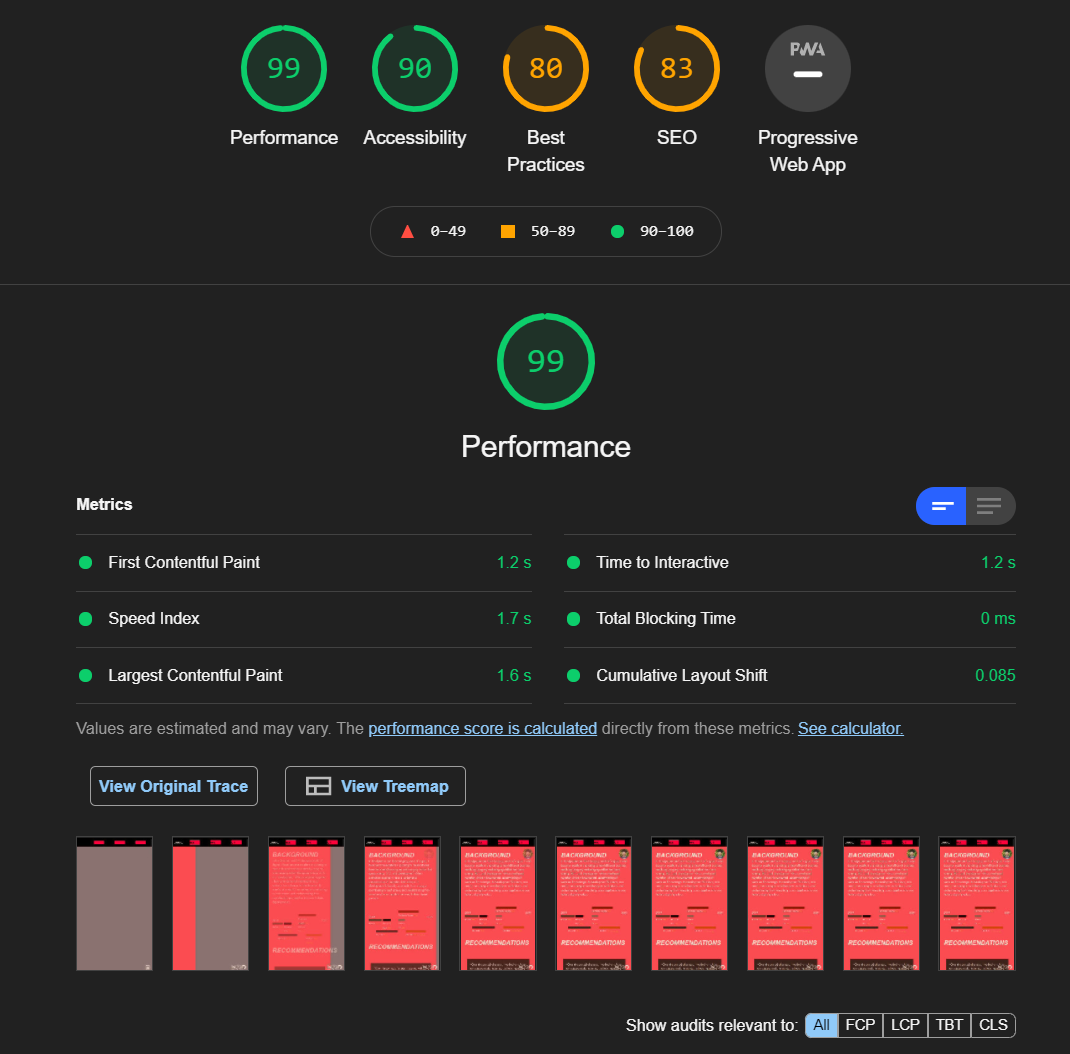 99 90 80 83 PWA
Performance Accessibility Best Practices SEO Progressive Web App
0–49 50–89 90–100
99
Performance
Metrics
First Contentful Paint 1.2 s
Time to Interactive 1.2 s
Speed Index 1.7 s
Total Blocking Time 0 ms
Largest Contentful Paint 1.6 s
Cumulative Layout Shift 0.085
Values are estimated and may vary. The performance score is calculated directly from these metrics. See calculator.
View Original Trace View Treemap
BACKGROUND BACKGROUND BACKGROUND BACKGROUND BACKGROUND BACKGROUND BACKGROUND BACKGROUND
RECOMMENDATIONS RECOMMENDATIONS RECOMMENDATIONS RECOMMENDATIONS RECOMMENDATIONS RECOMMENDATIONS RECOMMENDATIONS RECOMMENDATIONS
Show audits relevant to: All FCP LCP TBT CLS